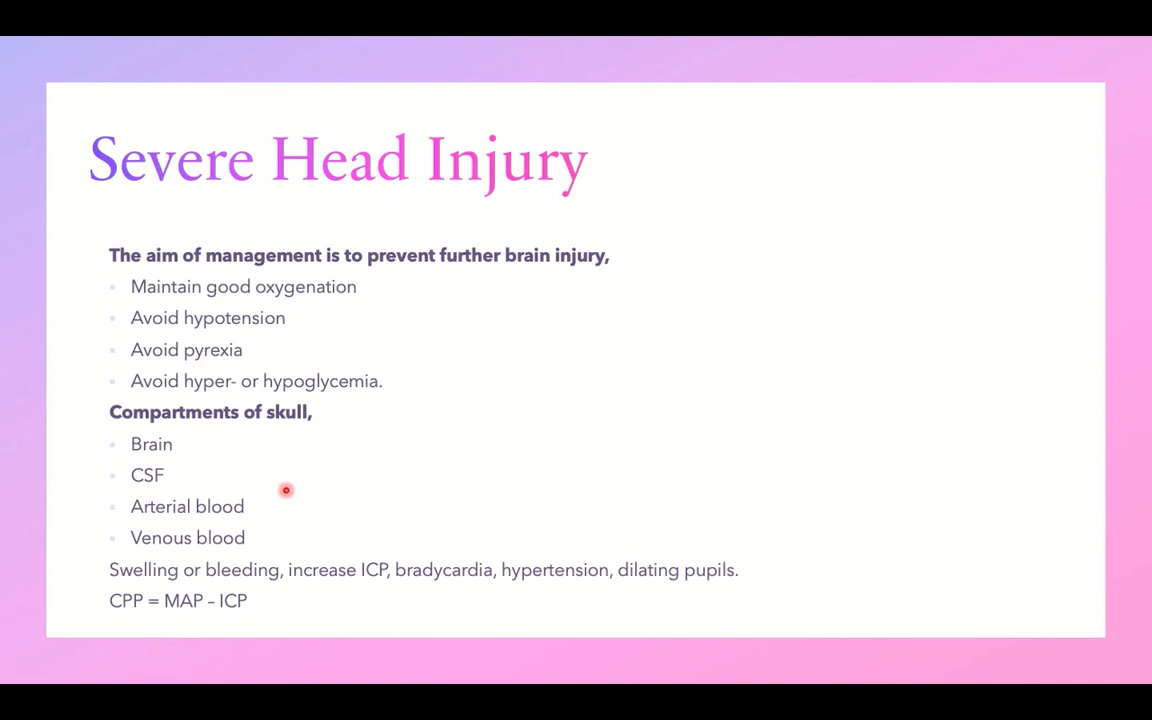 Severe Head Injury
The aim of management is to prevent further brain injury,
Maintain good oxygenation
Avoid hypotension
Avoid pyrexia
Avoid hyper- or hypoglycemia.
Compartments of skull,
Brain
CSF
Arterial blood
Venous blood
Swelling or bleeding, increase ICP, bradycardia, hypertension, dilating pupils.
CPP = MAP – ICP